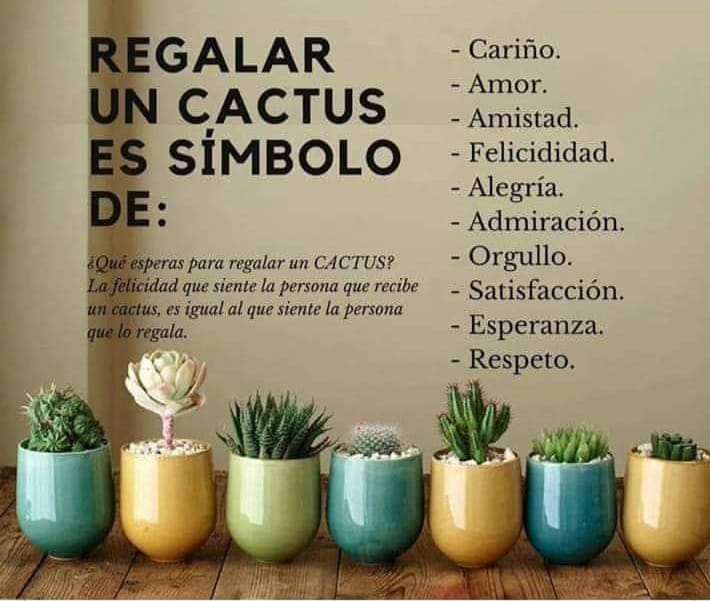 REGALAR
UN CACTUS
ES SÍMBOLO
DE:
¿Qué esperas para regalar un CACTUS?
La felicidad que siente la persona que recibe
un cactus, es igual al que siente la persona
que lo regala.
- Cariño.
- Amor.
- Amistad.
- Felicididad.
- Alegría.
- Admiración.
- Orgullo.
- Satisfacción.
- Esperanza.
- Respeto.